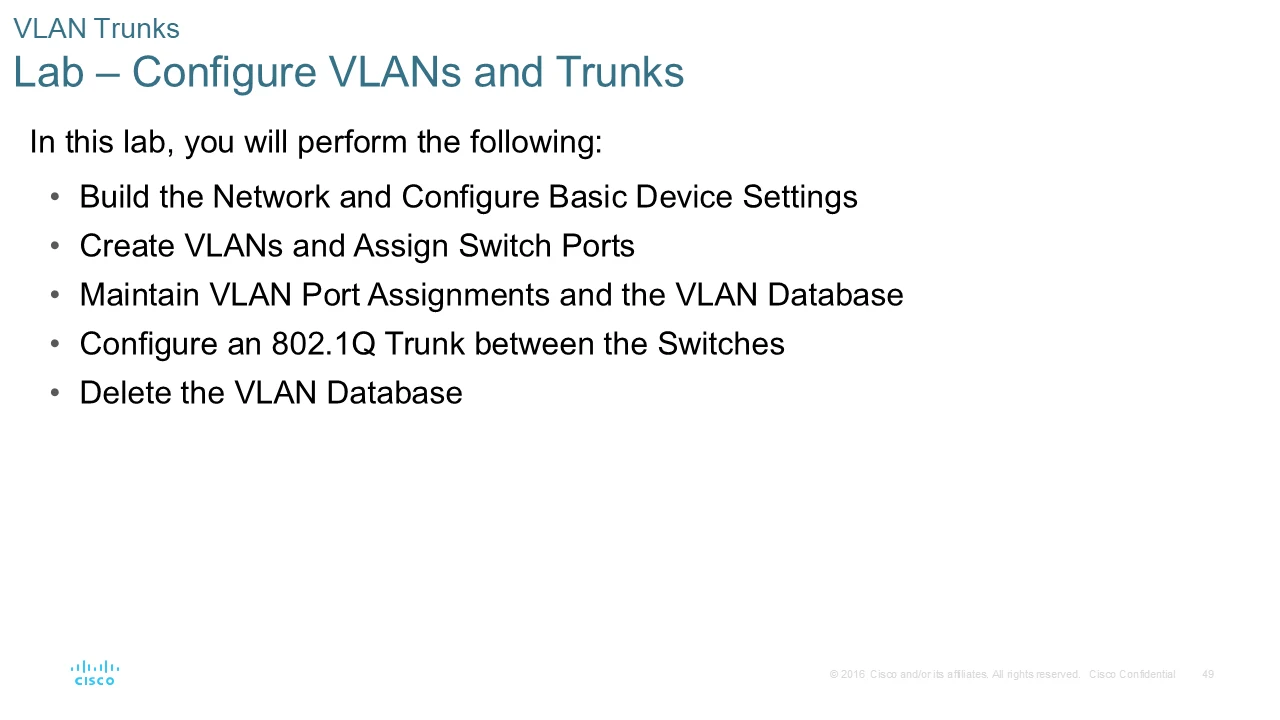 VLAN Trunks
Lab – Configure VLANs and Trunks
In this lab, you will perform the following:
• Build the Network and Configure Basic Device Settings
• Create VLANs and Assign Switch Ports
• Maintain VLAN Port Assignments and the VLAN Database
• Configure an 802.1Q Trunk between the Switches
• Delete the VLAN Database
CISCO
© 2016 Cisco and/or its affiliates. All rights reserved. Cisco Confidential 49